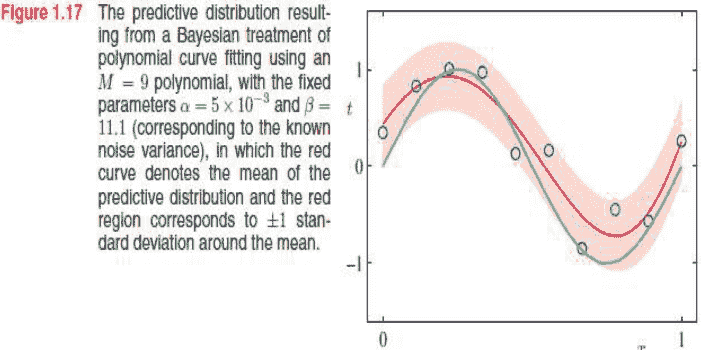 Figure 1.17 The predictive distribution result-
ing from a Bayesian treatment of
polynomial curve fitting using an
M = 9 polynomial, with the fixed
parameters α = 5 × 10⁻³ and β =
11.1 (corresponding to the known
noise variance), in which the red
curve denotes the mean of the
predictive distribution and the red
region corresponds to ±1 stan-
dard deviation around the mean.
1
t
0
−1
0
x
1